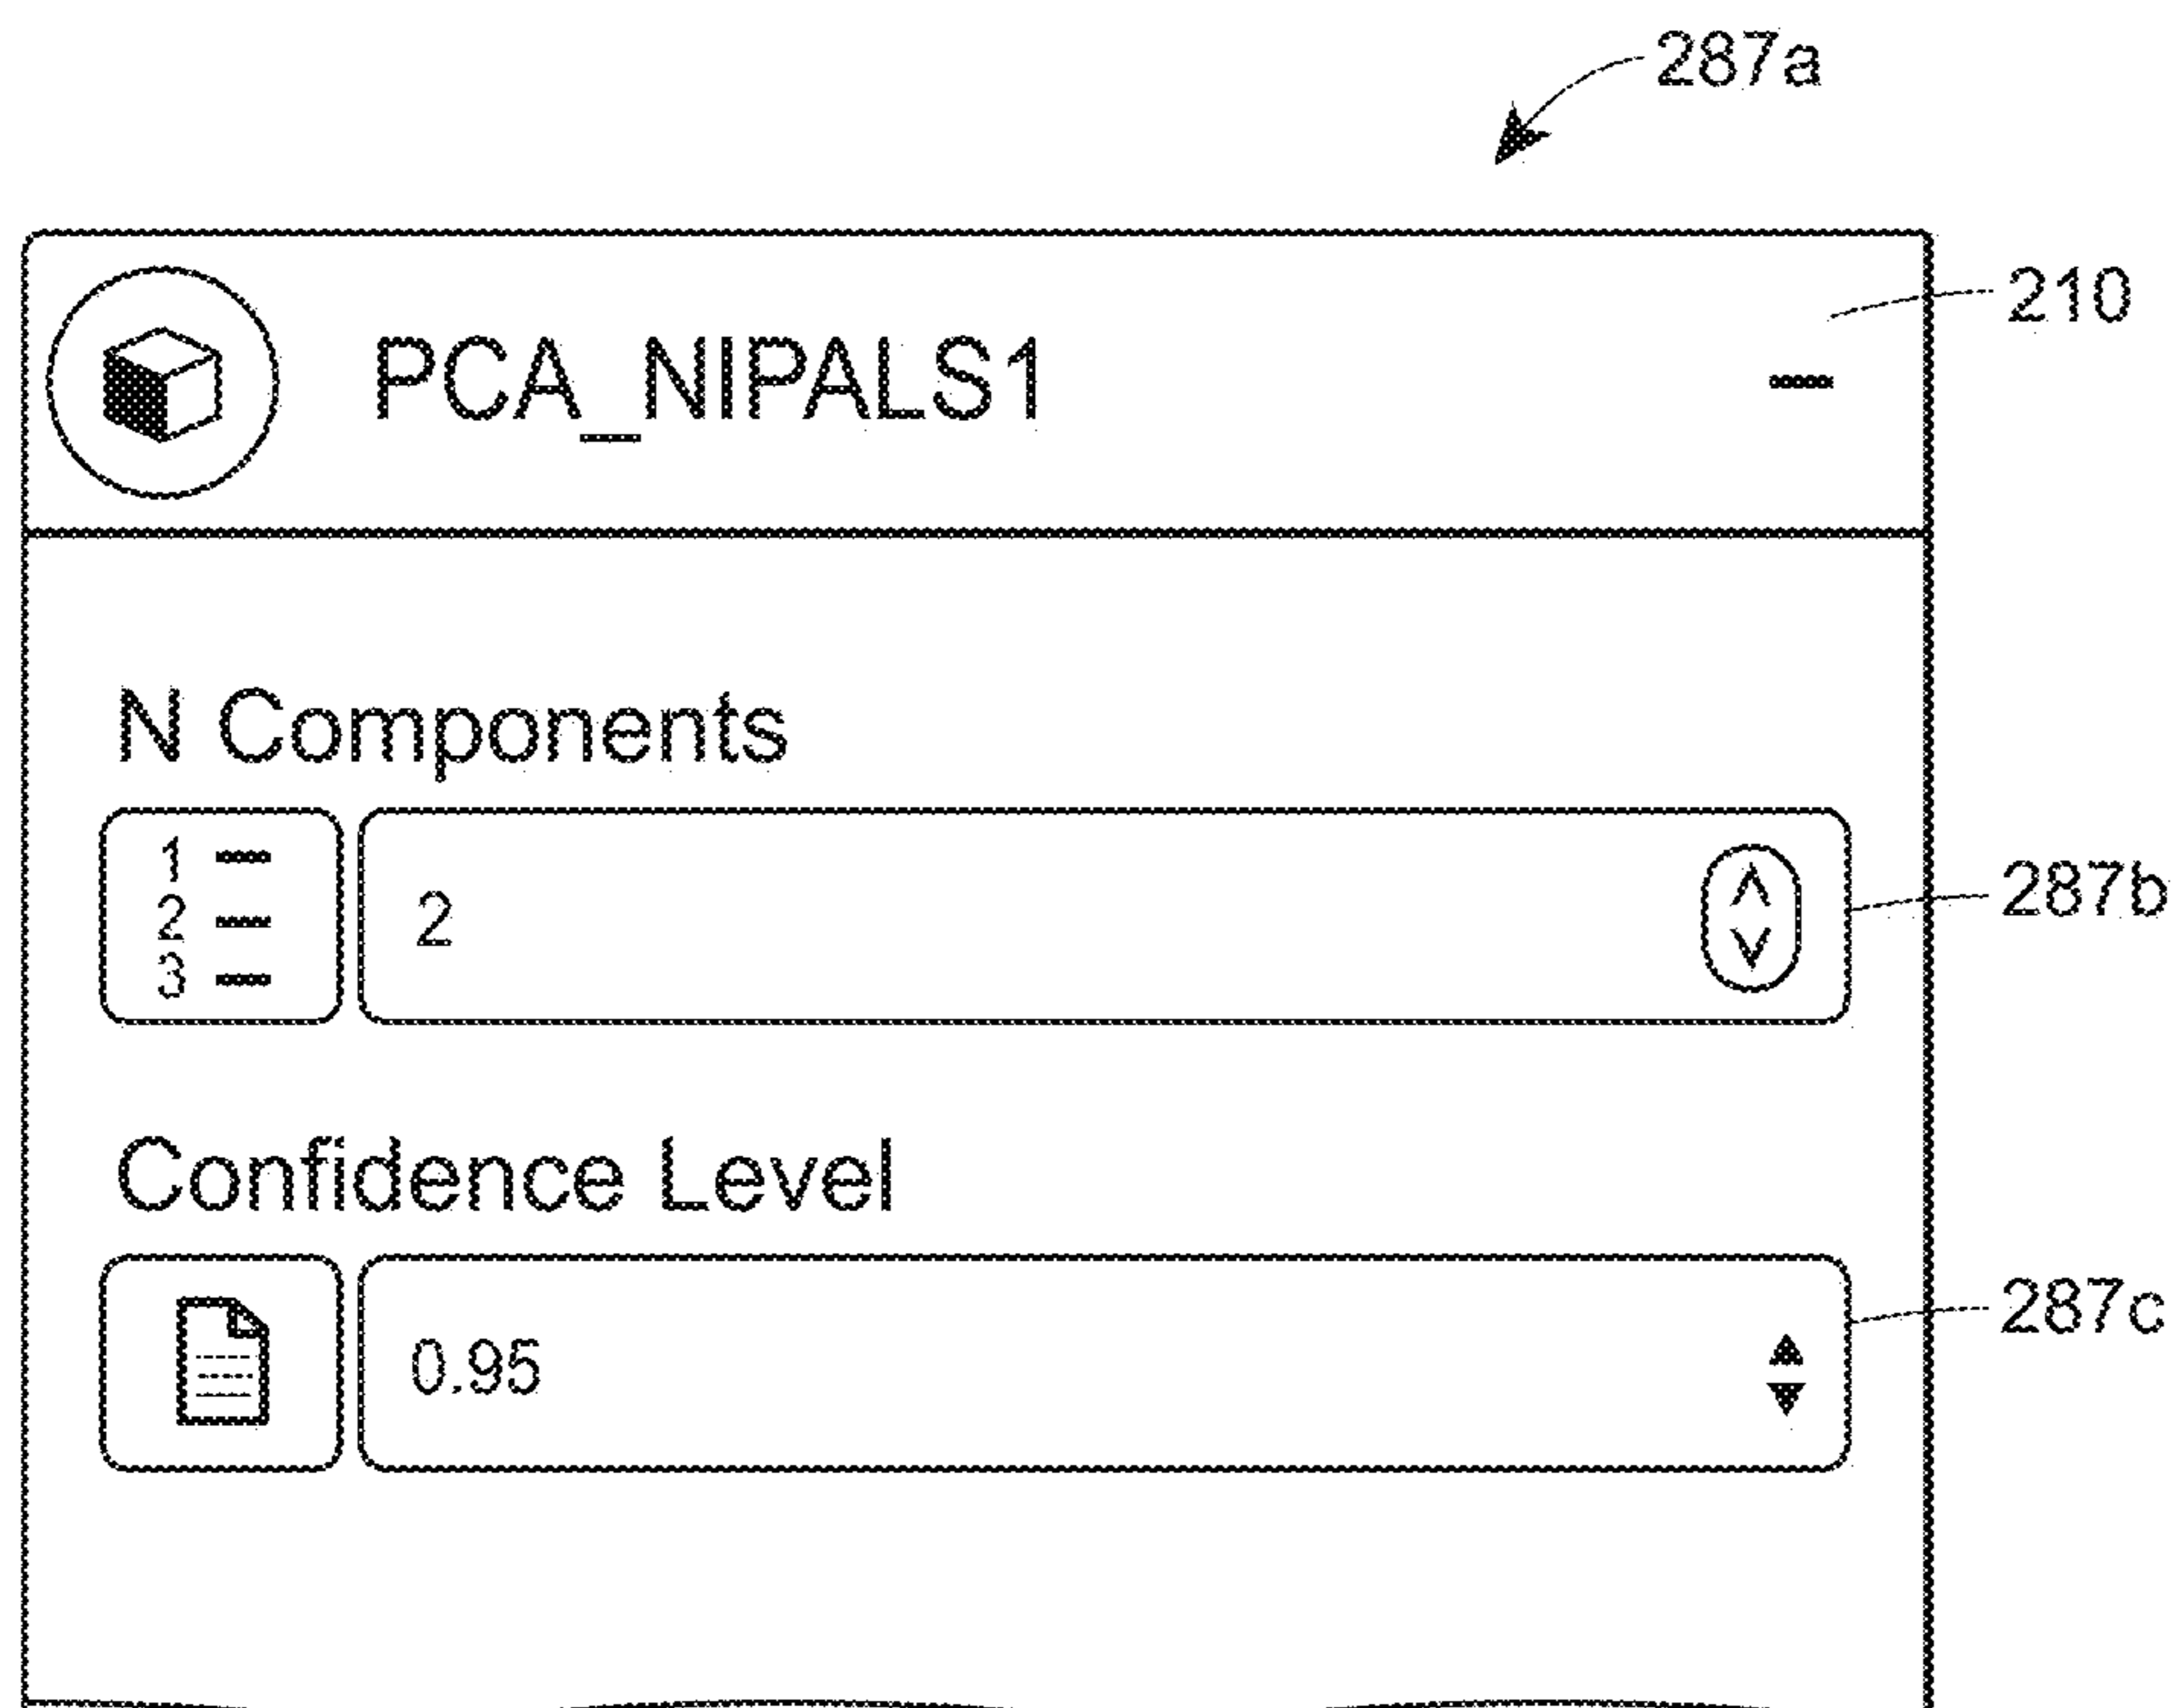 287a
210
PCA_NIPALS1
N Components
1
2
3
2
287b
Confidence Level
0.95
287c